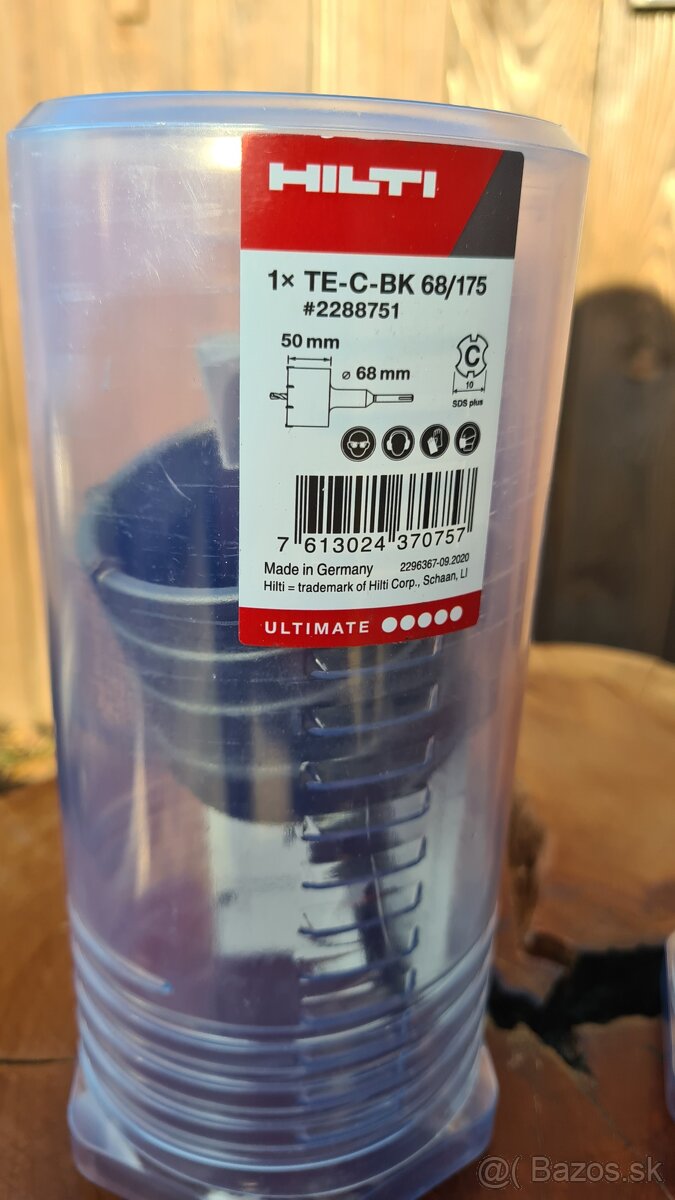 HILTI
1× TE-C-BK 68/175
#2288751
50 mm
ø 68 mm
C
10
SDS plus
7 613024 370757
Made in Germany 2296367-09.2020
Hilti = trademark of Hilti Corp., Schaan, LI
ULTIMATE
@( Bazos.sk